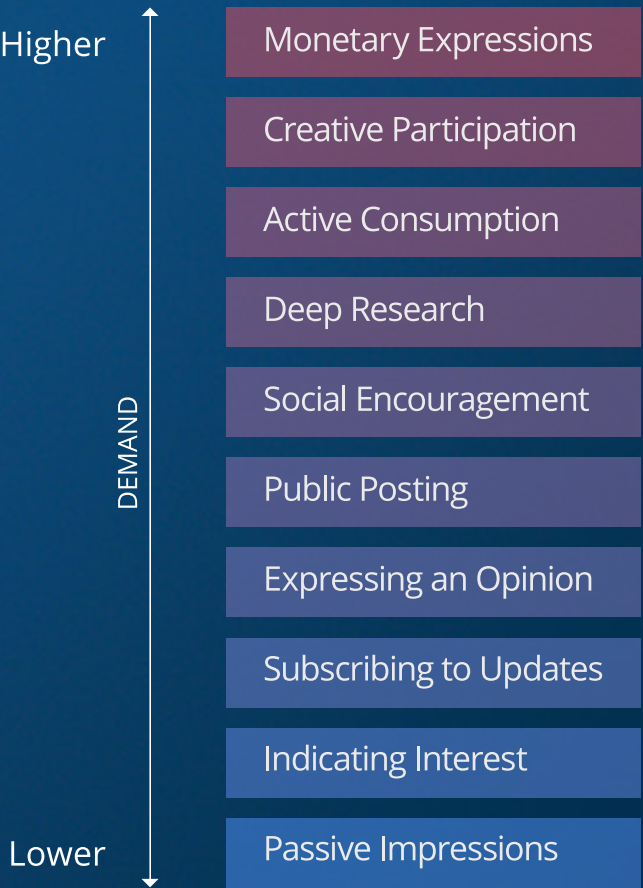 Higher
Monetary Expressions
Creative Participation
Active Consumption
Deep Research
Social Encouragement
DEMAND
Public Posting
Expressing an Opinion
Subscribing to Updates
Indicating Interest
Lower
Passive Impressions